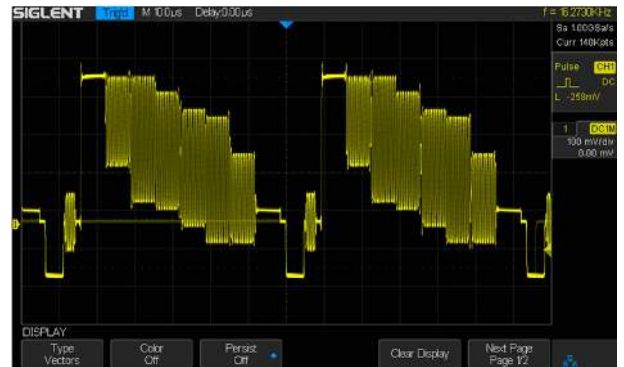 SIGLENT Trig'd M 10.0µs Delay:0.00µs f = 16.2730KHz
Sa 1.00GSa/s
Curr 140Kpts
Pulse CH1
DC
L -258mV
1 DC1M
100 mV/div
0.00 mV
DISPLAY
Type
Vectors
Color
Off
Persist
Off
Clear Display
Next Page
Page 1/2